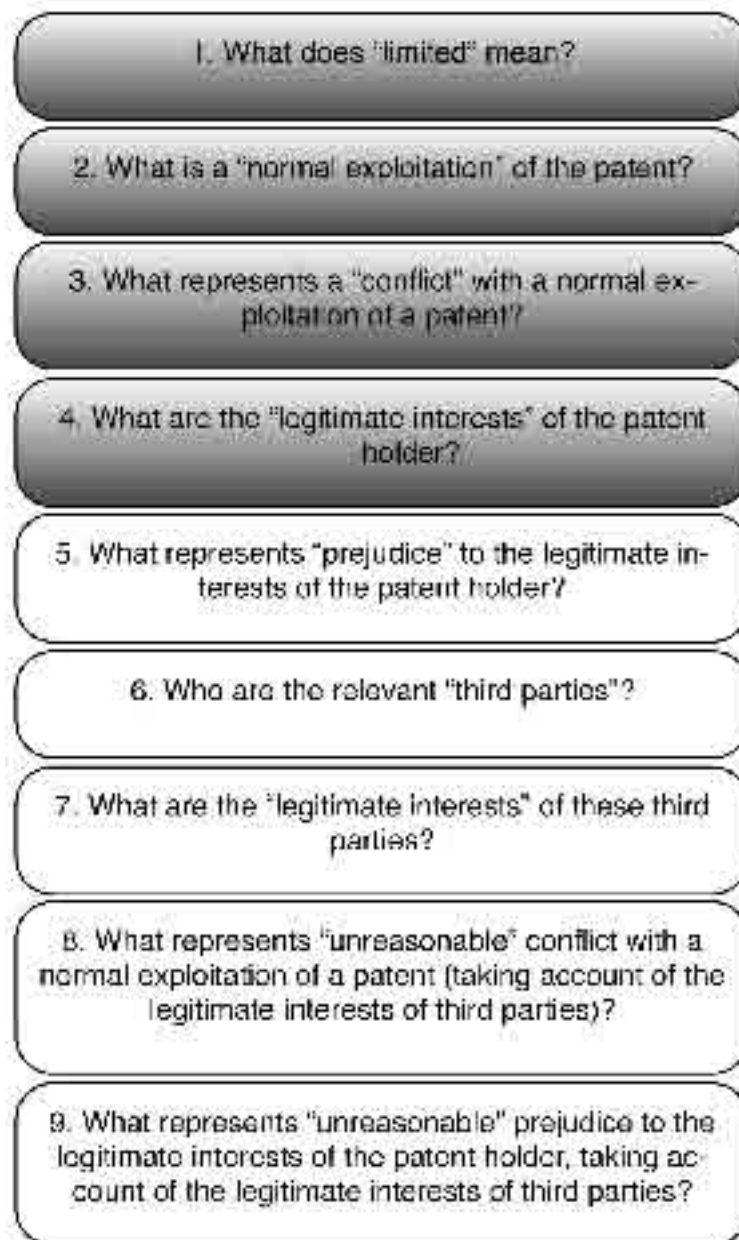 1. What does "limited" mean?
2. What is a "normal exploitation" of the patent?
3. What represents a "conflict" with a normal ex-
ploitation of a patent?
4. What are the "legitimate interests" of the patent
holder?
5. What represents "prejudice" to the legitimate in-
terests of the patent holder?
6. Who are the relevant "third parties"?
7. What are the "legitimate interests" of these third
parties?
8. What represents "unreasonable" conflict with a
normal exploitation of a patent (taking account of the
legitimate interests of third parties)?
9. What represents "unreasonable" prejudice to the
legitimate interests of the patent holder, taking ac-
count of the legitimate interests of third parties?